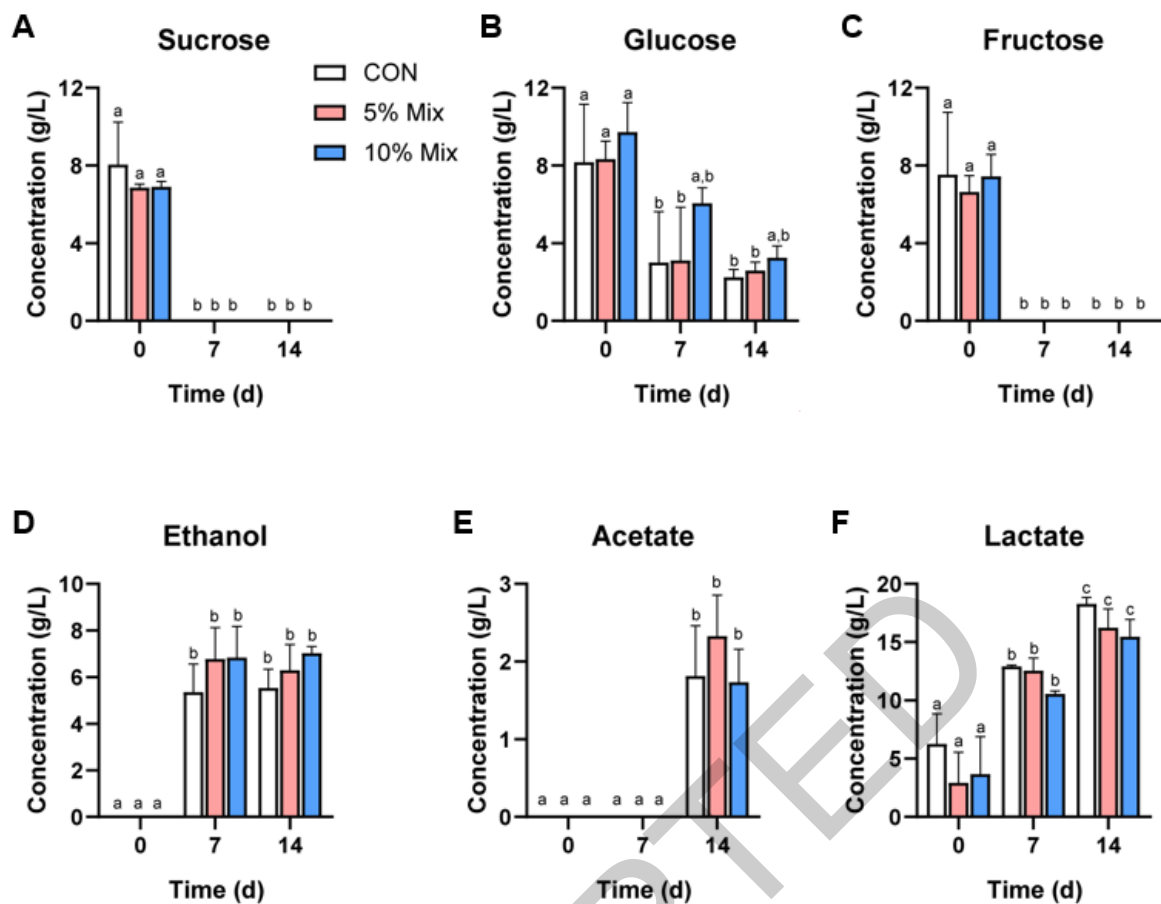 A
Sucrose
CON
5% Mix
10% Mix
Concentration (g/L)
12
8
4
0
a
a
a
b b b
b b b
0 7 14
Time (d)
B
Glucose
Concentration (g/L)
12
8
4
0
a
a
a
b
b
a,b
b
b
a,b
0 7 14
Time (d)
C
Fructose
Concentration (g/L)
12
8
4
0
a
a
a
b b b
b b b
0 7 14
Time (d)
D
Ethanol
Concentration (g/L)
10
8
6
4
2
0
a a a
b
b
b
b
b
b
0 7 14
Time (d)
E
Acetate
Concentration (g/L)
3
2
1
0
a a a
a a a
b
b
b
0 7 14
Time (d)
F
Lactate
Concentration (g/L)
20
15
10
5
0
a
a
a
b
b
b
c
c
c
0 7 14
Time (d)
PTED